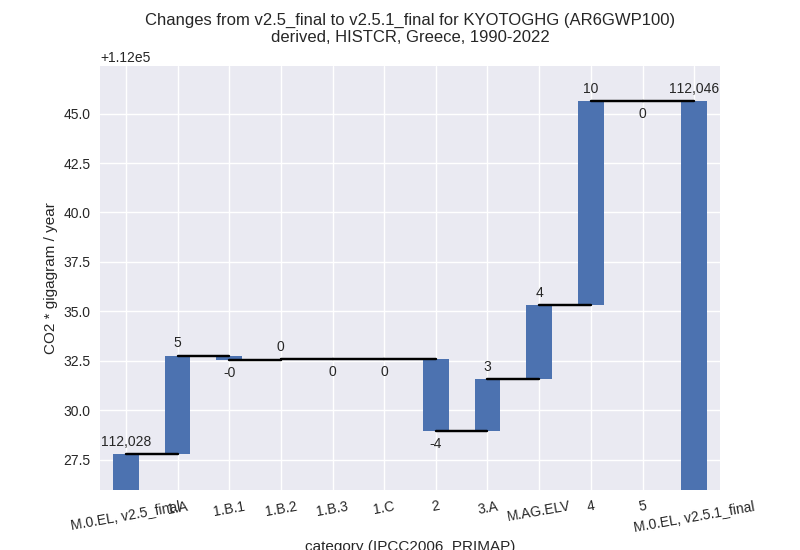 Changes from v2.5_final to v2.5.1_final for KYOTOGHG (AR6GWP100)
derived, HISTCR, Greece, 1990-2022
+1.12e5
45.0
42.5
40.0
37.5
35.0
32.5
30.0
27.5
CO2 * gigagram / year
112,028
5
-0
0
0
0
-4
3
4
10
0
112,046
M.0.EL, v2.5_final
1.A
1.B.1
1.B.2
1.B.3
1.C
2
3.A
M.AG.ELV
4
5
M.0.EL, v2.5.1_final
category (IPCC2006_PRIMAP)